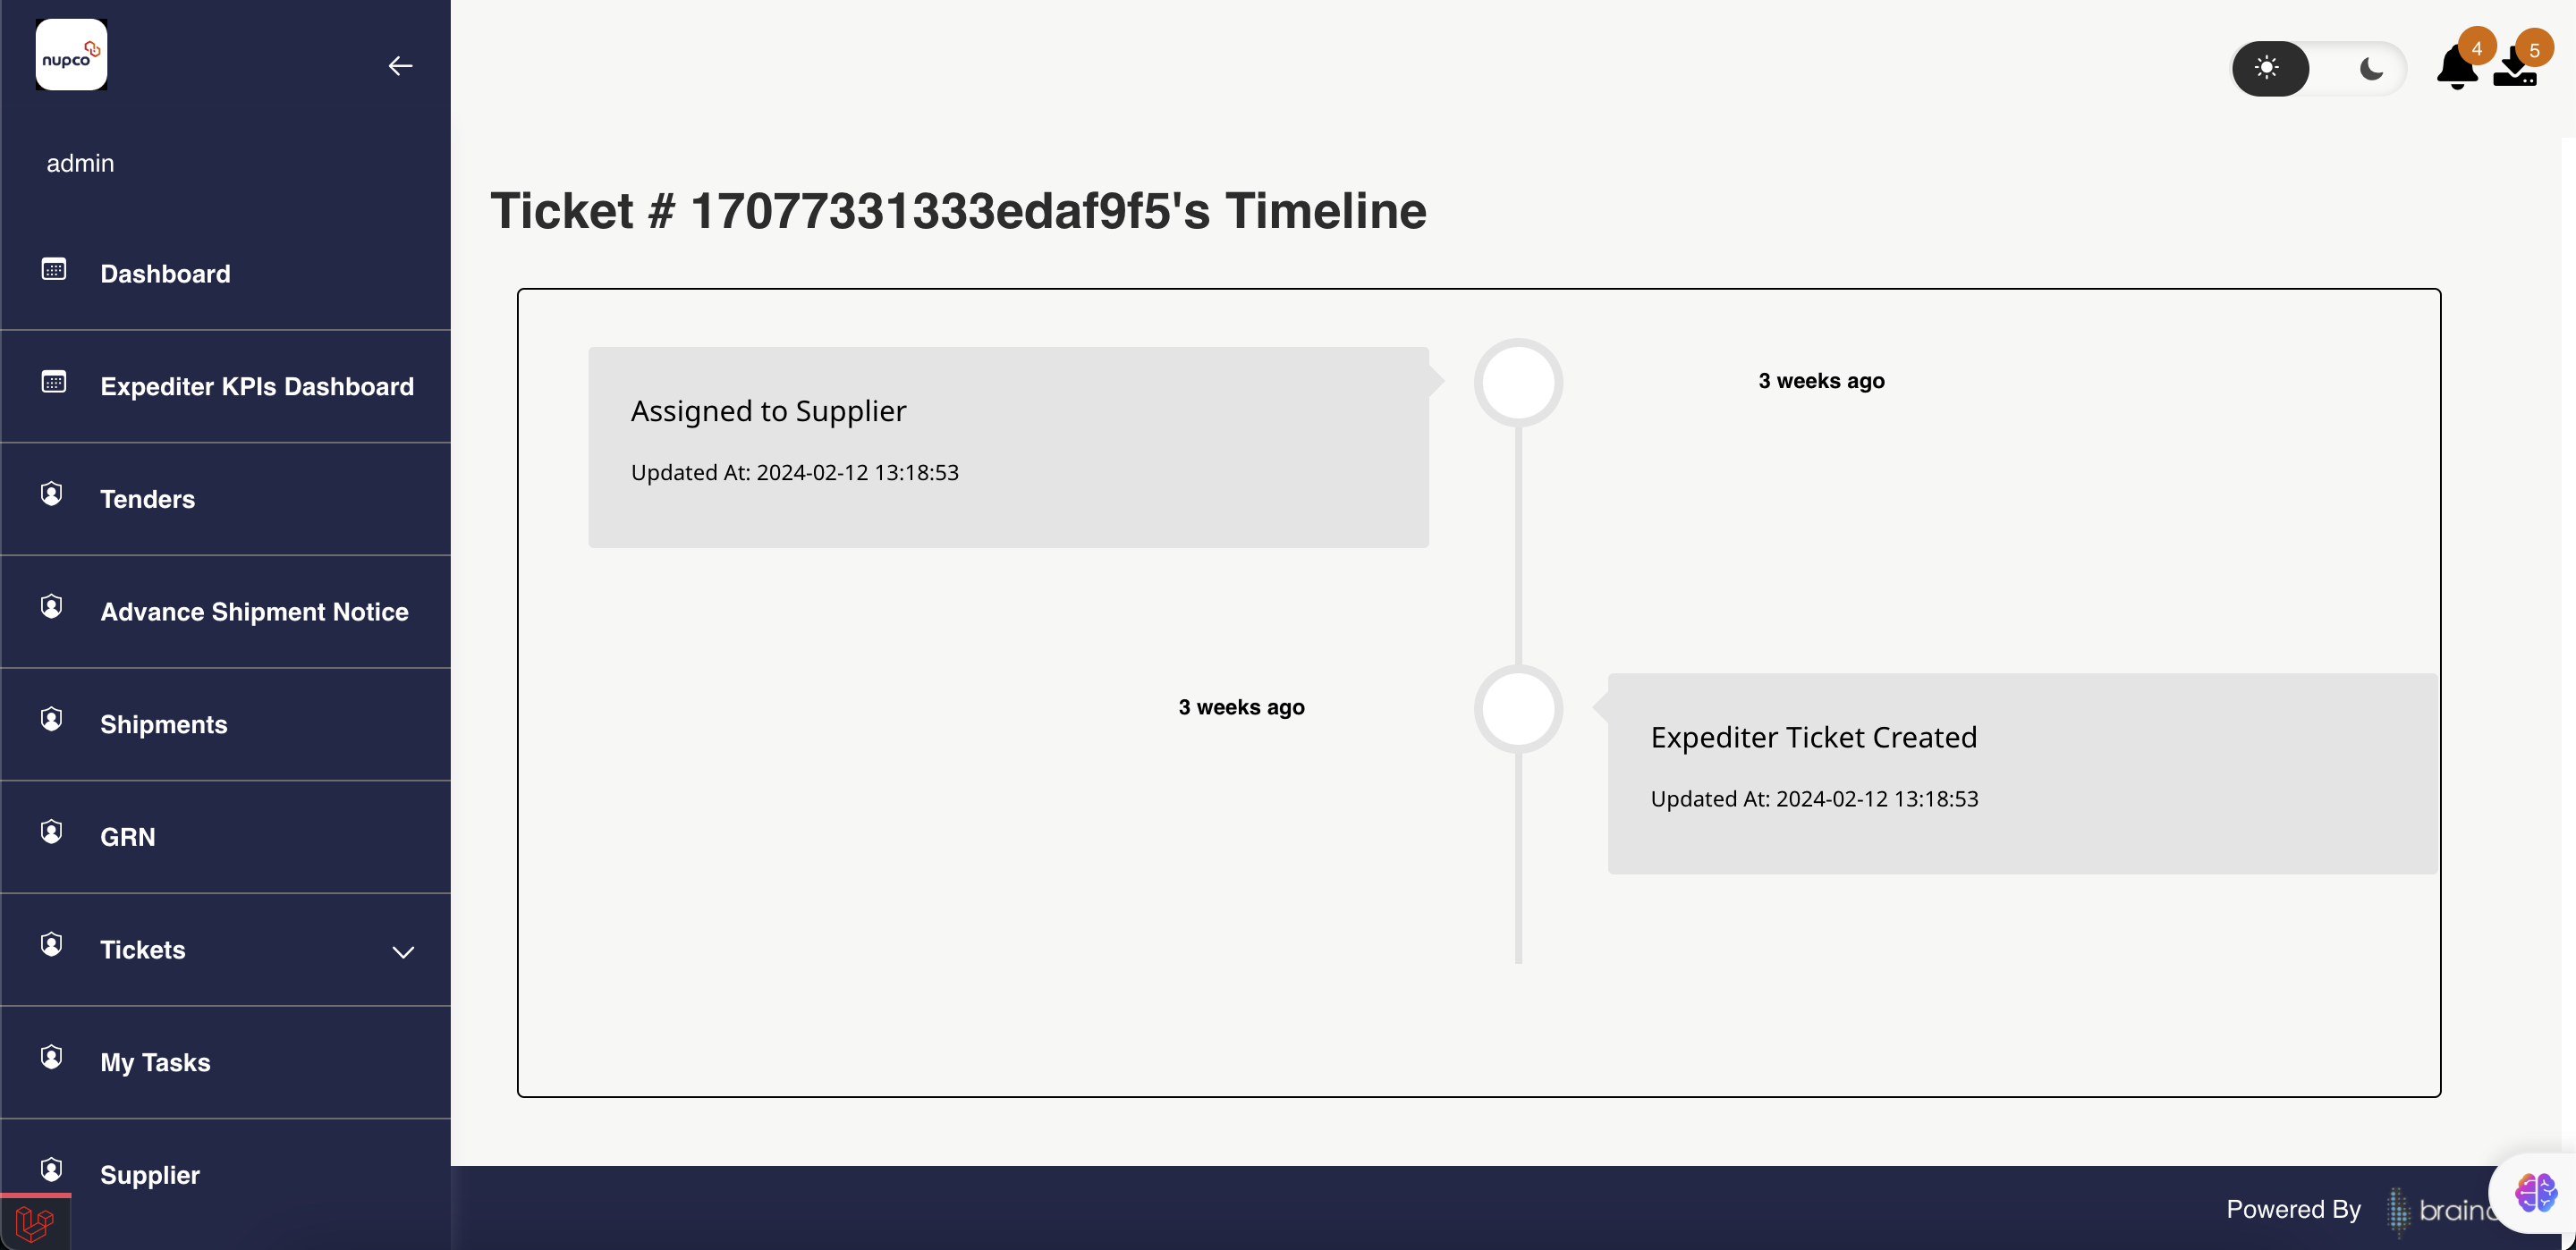 nupco
4
5
admin
Ticket # 17077331333edaf9f5's Timeline
Dashboard
Expediter KPIs Dashboard
Tenders
Advance Shipment Notice
Shipments
GRN
Tickets
My Tasks
Supplier
Assigned to Supplier
Updated At: 2024-02-12 13:18:53
3 weeks ago
3 weeks ago
Expediter Ticket Created
Updated At: 2024-02-12 13:18:53
Powered By